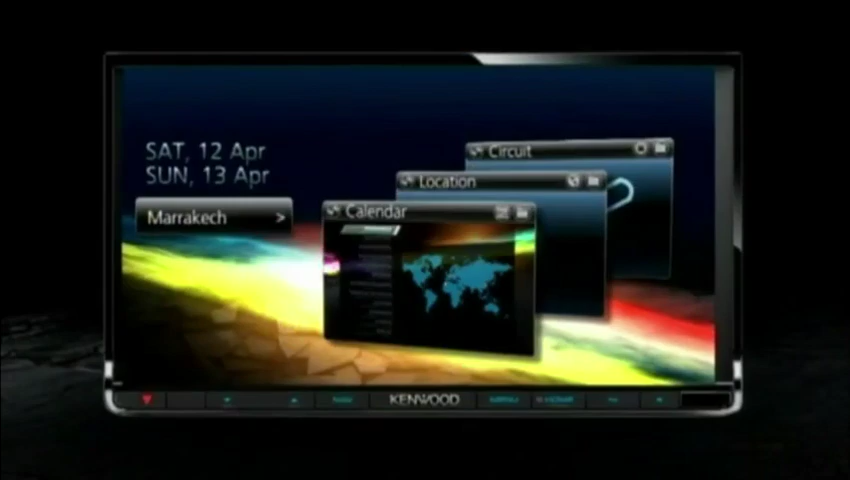 SAT, 12 Apr
SUN, 13 Apr
Marrakech >
Circuit
Location
Calendar
KENWOOD